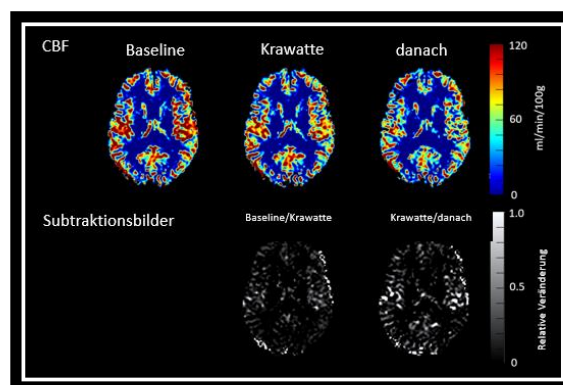 CBF
Baseline
Krawatte
danach
120
60
0
ml/min/100g
Subtraktionsbilder
Baseline/Krawatte
Krawatte/danach
1.0
0.5
0
Relative Veränderung